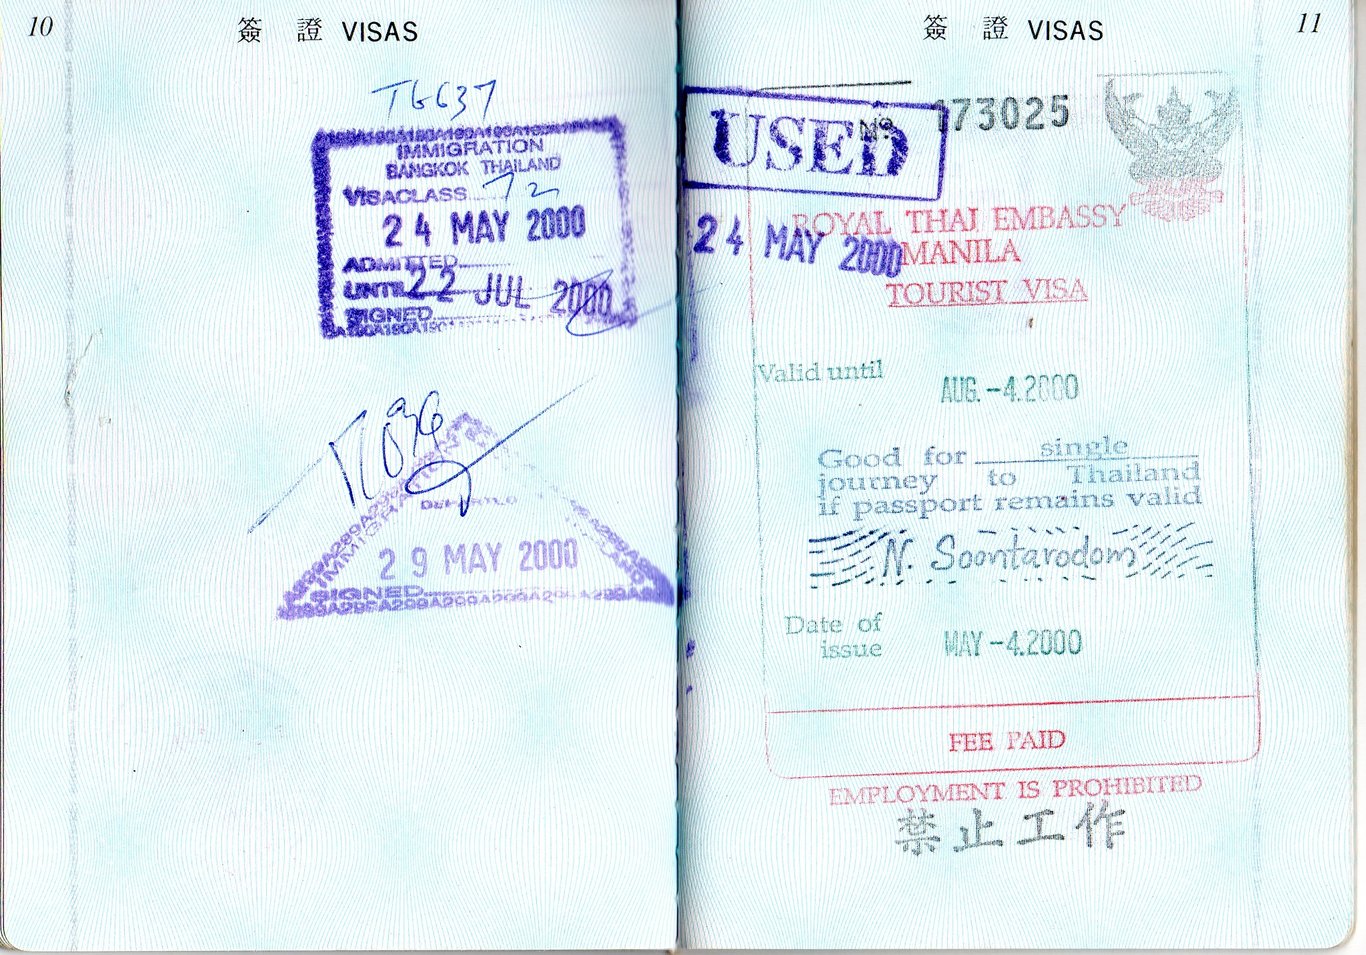 10
簽 證 VISAS
TG637
IMMIGRATION
BANGKOK THAILAND
VISACLASS
24 MAY 2000
ADMITTED
UNTIL 22 JUL 2000
SIGNED
IMMIGRATION
29 MAY 2000
SIGNED
簽 證 VISAS
11
USED
No. 173025
24 MAY 2000
ROYAL THAI EMBASSY
MANILA
TOURIST VISA
Valid until AUG.-4.2000
Good for single
journey to Thailand
if passport remains valid
N. Soontarodom
Date of
issue MAY-4.2000
FEE PAID
EMPLOYMENT IS PROHIBITED
禁止工作